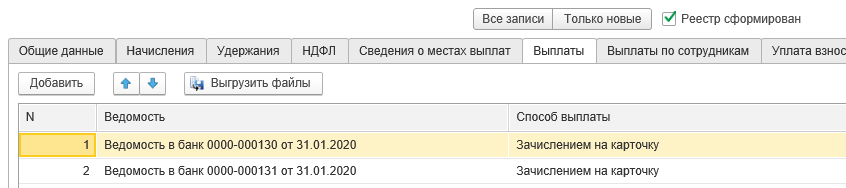 Все записи Только новые Реестр сформирован
Общие данные Начисления Удержания НДФЛ Сведения о местах выплат Выплаты Выплаты по сотрудникам Уплата взнос
Добавить Выгрузить файлы
N Ведомость Способ выплаты
1 Ведомость в банк 0000-000130 от 31.01.2020 Зачислением на карточку
2 Ведомость в банк 0000-000131 от 31.01.2020 Зачислением на карточку